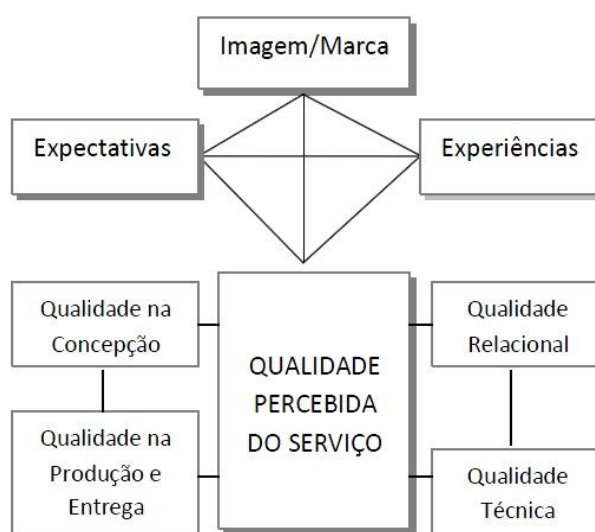 Imagem/Marca
Expectativas
Experiências
Qualidade na
Concepção
QUALIDADE
PERCEBIDA
DO SERVIÇO
Qualidade
Relacional
Qualidade na
Produção e
Entrega
Qualidade
Técnica